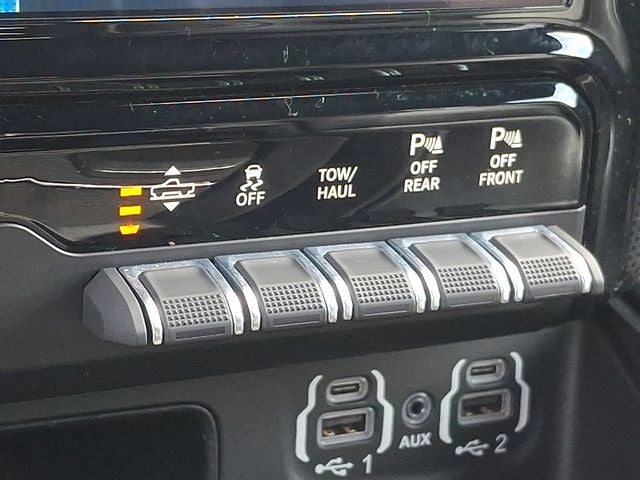 OFF
TOW/
HAUL
P
OFF
REAR
P
OFF
FRONT
1
AUX
2